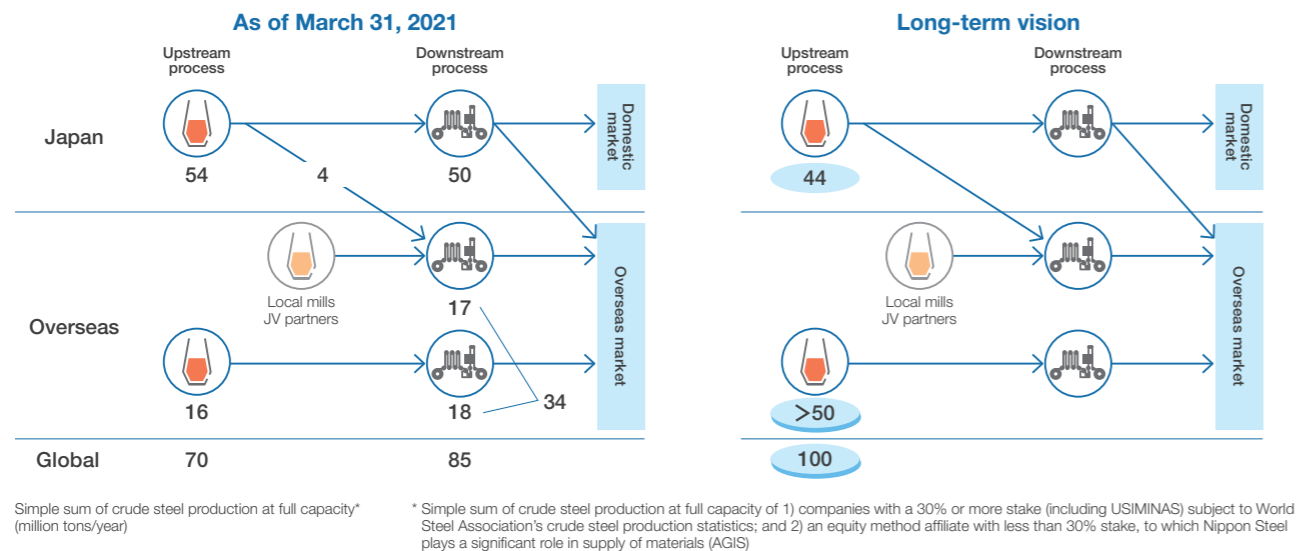 As of March 31, 2021
Upstream
process
Downstream
process
Japan
54
4
50
Domestic
market
Overseas
Local mills
JV partners
17
16
18
34
Overseas market
Global
70
85
Long-term vision
Upstream
process
Downstream
process
44
Domestic
market
Local mills
JV partners
>50
Overseas market
100
Simple sum of crude steel production at full capacity*
(million tons/year)
* Simple sum of crude steel production at full capacity of 1) companies with a 30% or more stake (including USIMINAS) subject to World
Steel Association's crude steel production statistics; and 2) an equity method affiliate with less than 30% stake, to which Nippon Steel
plays a significant role in supply of materials (AGIS)